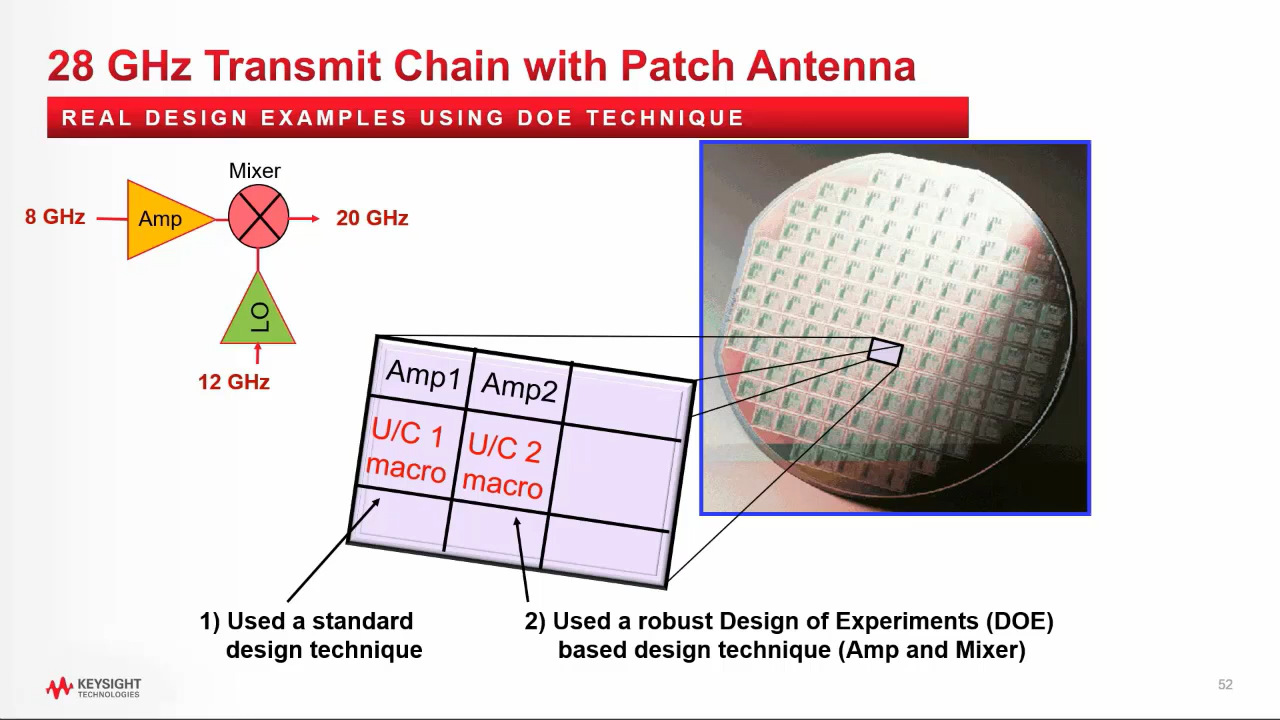 28 GHz Transmit Chain with Patch Antenna
REAL DESIGN EXAMPLES USING DOE TECHNIQUE
Mixer
8 GHz
Amp
20 GHz
LO
12 GHz
Amp1
Amp2
U/C 1
macro
U/C 2
macro
1) Used a standard
design technique
2) Used a robust Design of Experiments (DOE)
based design technique (Amp and Mixer)
KEYSIGHT
TECHNOLOGIES
52